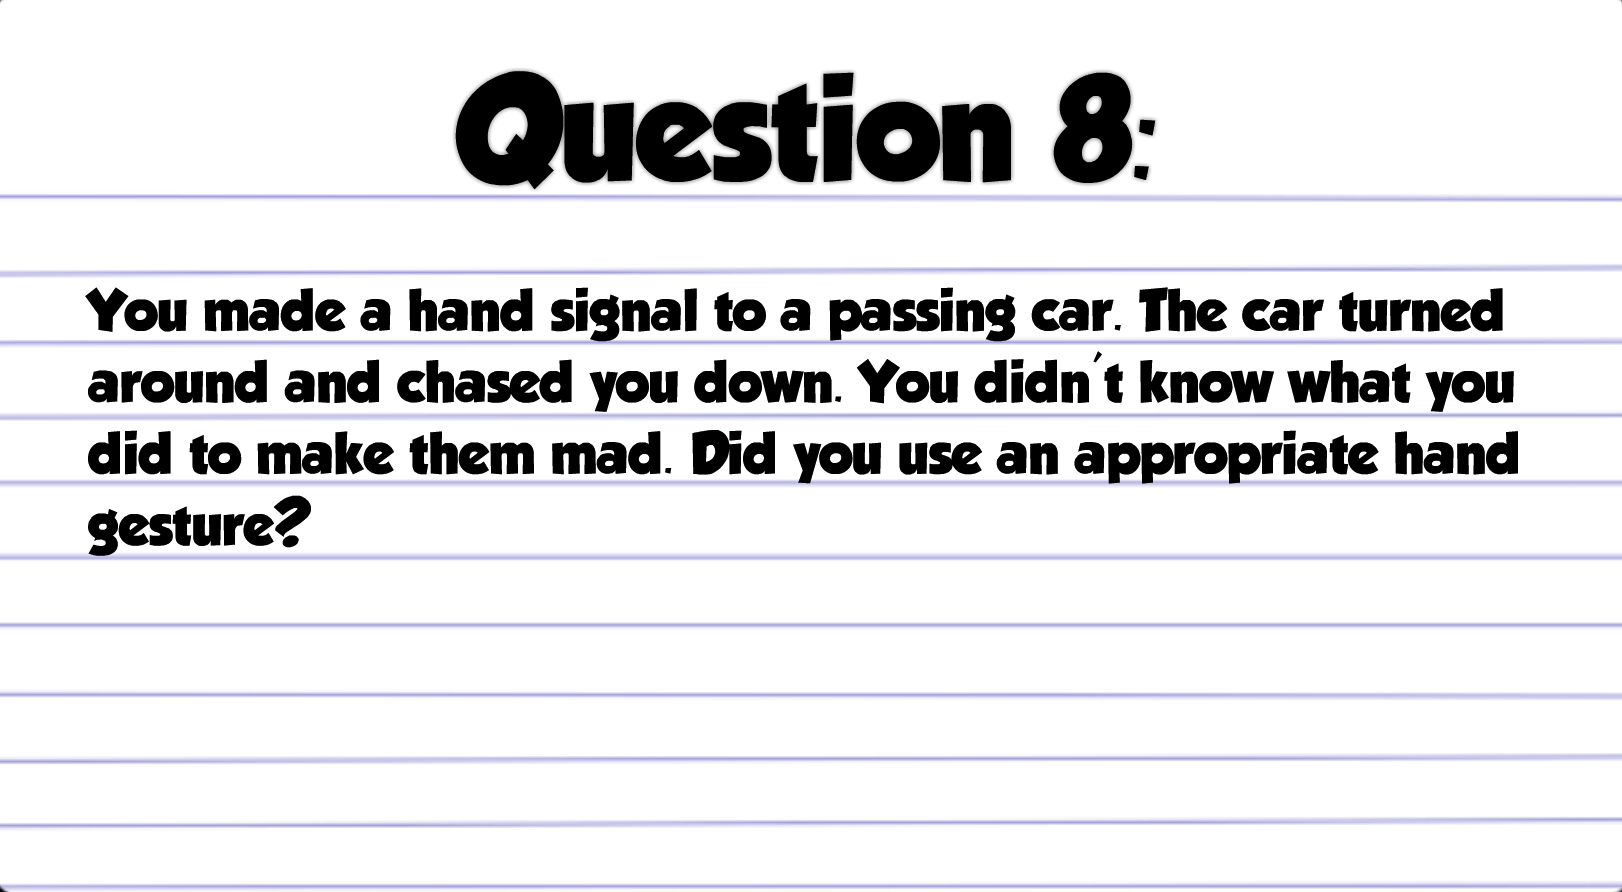 Question 8:
You made a hand signal to a passing car. The car turned
around and chased you down. You didn't know what you
did to make them mad. Did you use an appropriate hand
gesture?